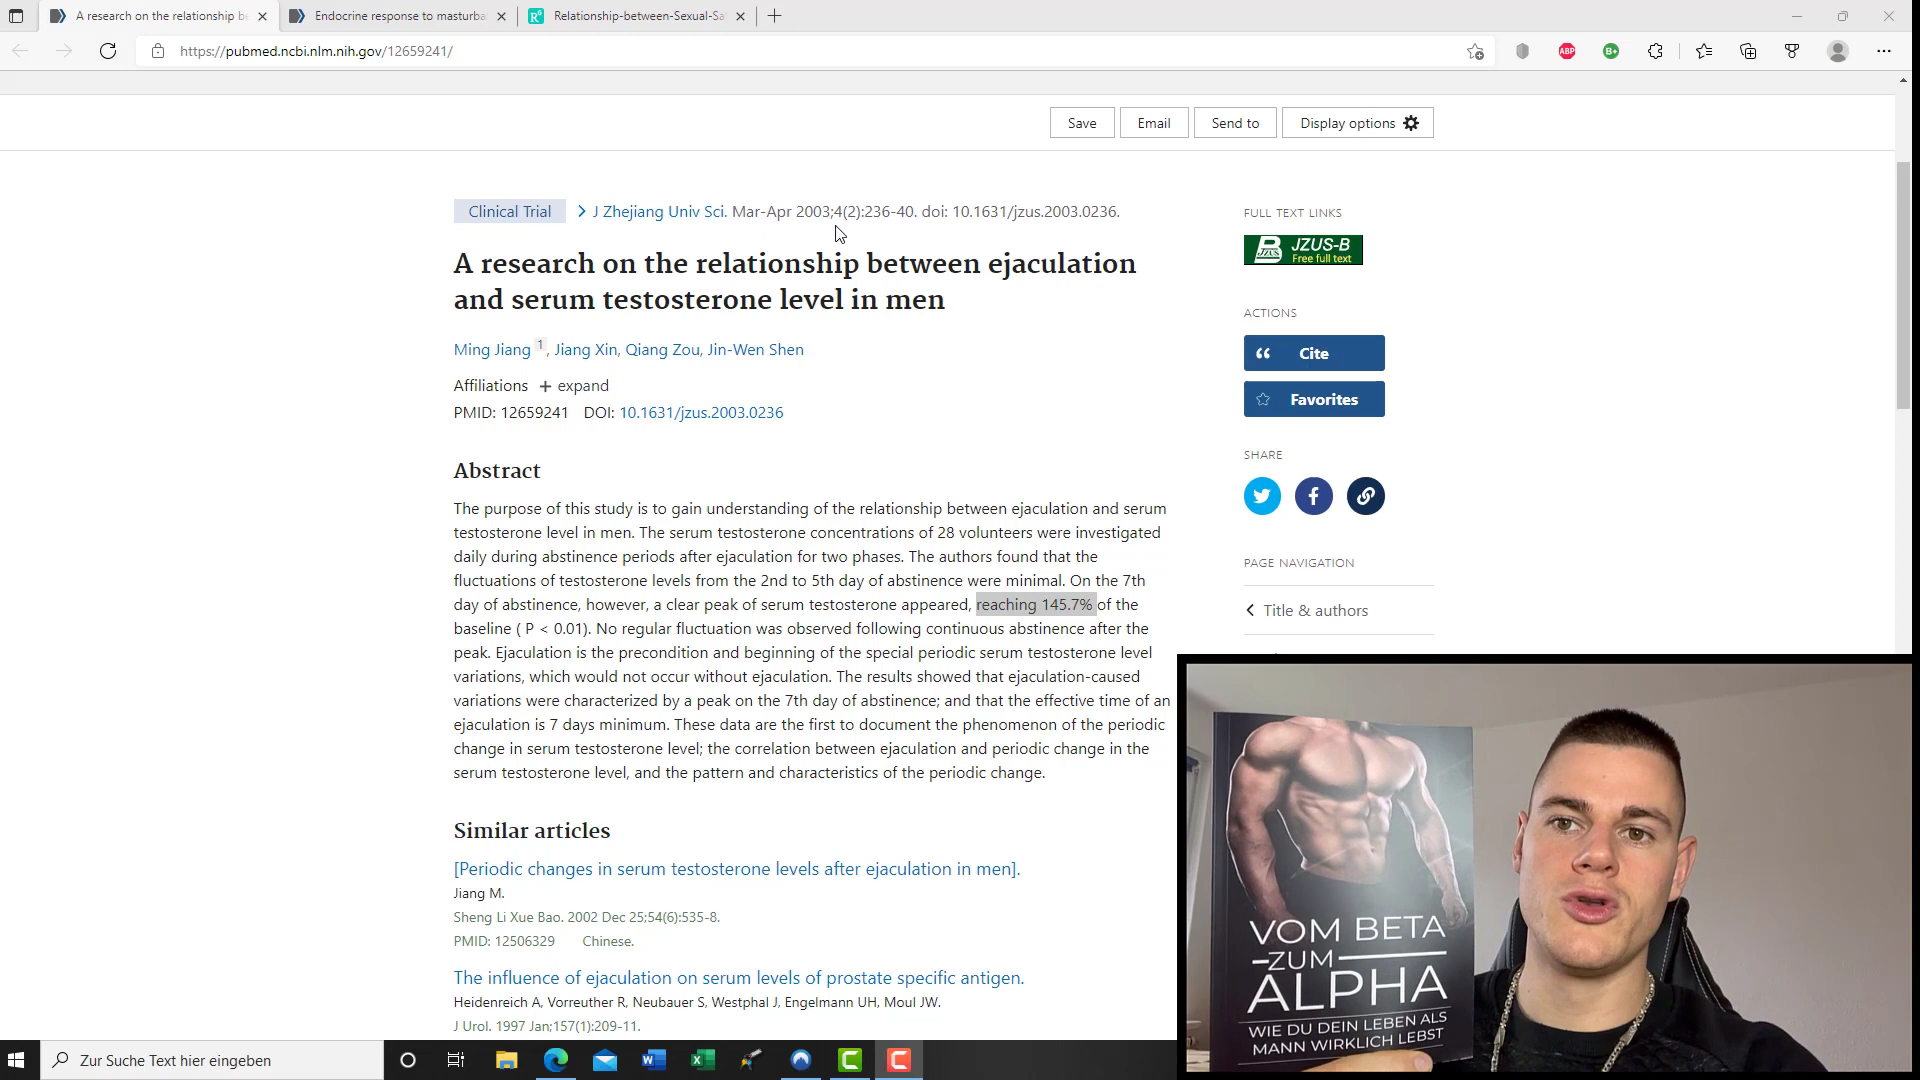 A research on the relationship be
Endocrine response to masturba
Relationship-between-Sexual-Sa
https://pubmed.ncbi.nlm.nih.gov/12659241/
ABP
B+
Save
Email
Send to
Display options
Clinical Trial
J Zhejiang Univ Sci. Mar-Apr 2003;4(2):236-40. doi: 10.1631/jzus.2003.0236.
A research on the relationship between ejaculation
and serum testosterone level in men
Ming Jiang 1, Jiang Xin, Qiang Zou, Jin-Wen Shen
Affiliations + expand
PMID: 12659241 DOI: 10.1631/jzus.2003.0236
Abstract
The purpose of this study is to gain understanding of the relationship between ejaculation and serum
testosterone level in men. The serum testosterone concentrations of 28 volunteers were investigated
daily during abstinence periods after ejaculation for two phases. The authors found that the
fluctuations of testosterone levels from the 2nd to 5th day of abstinence were minimal. On the 7th
day of abstinence, however, a clear peak of serum testosterone appeared, reaching 145.7% of the
baseline ( P < 0.01). No regular fluctuation was observed following continuous abstinence after the
peak. Ejaculation is the precondition and beginning of the special periodic serum testosterone level
variations, which would not occur without ejaculation. The results showed that ejaculation-caused
variations were characterized by a peak on the 7th day of abstinence; and that the effective time of an
ejaculation is 7 days minimum. These data are the first to document the phenomenon of the periodic
change in serum testosterone level; the correlation between ejaculation and periodic change in the
serum testosterone level, and the pattern and characteristics of the periodic change.
Similar articles
[Periodic changes in serum testosterone levels after ejaculation in men].
Jiang M.
Sheng Li Xue Bao. 2002 Dec 25;54(6):535-8.
PMID: 12506329 Chinese.
The influence of ejaculation on serum levels of prostate specific antigen.
Heidenreich A, Vorreuther R, Neubauer S, Westphal J, Engelmann UH, Moul JW.
J Urol. 1997 Jan;157(1):209-11.
FULL TEXT LINKS
JZUS-B
Free full text
ACTIONS
Cite
Favorites
SHARE
PAGE NAVIGATION
Title & authors
VOM BETA
ZUM
ALPHA
WIE DU DEIN LEBEN ALS
MANN WIRKLICH LEBST
Zur Suche Text hier eingeben